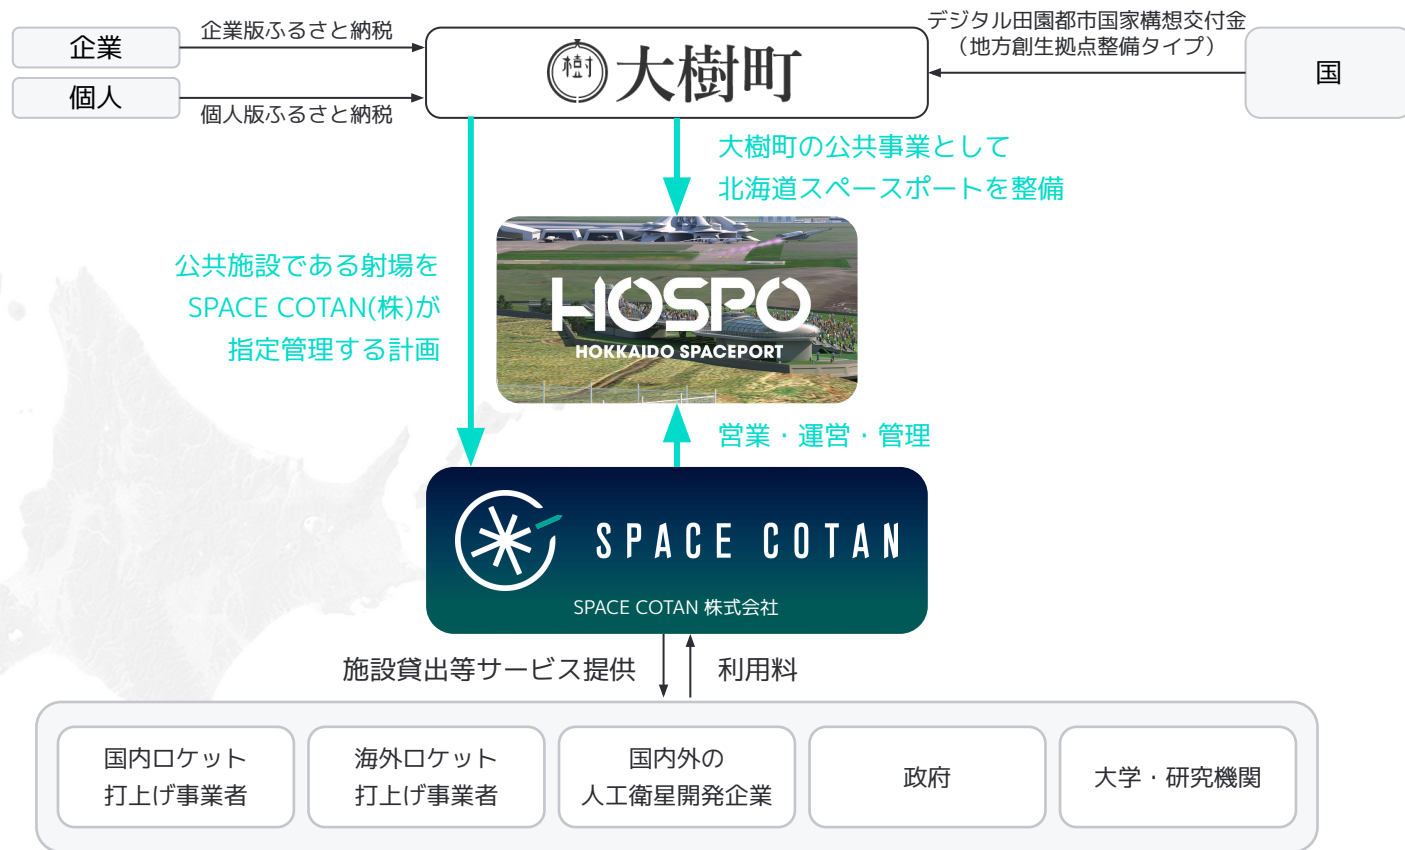 企業
企業版ふるさと納税
個人
個人版ふるさと納税
樹 大樹町
デジタル田園都市国家構想交付金
（地方創生拠点整備タイプ）
国
大樹町の公共事業として
北海道スペースポートを整備
公共施設である射場を
SPACE COTAN(株)が
指定管理する計画
HOSPO
HOKKAIDO SPACEPORT
営業・運営・管理
SPACE COTAN
SPACE COTAN 株式会社
施設貸出等サービス提供
利用料
国内ロケット
打上げ事業者
海外ロケット
打上げ事業者
国内外の
人工衛星開発企業
政府
大学・研究機関